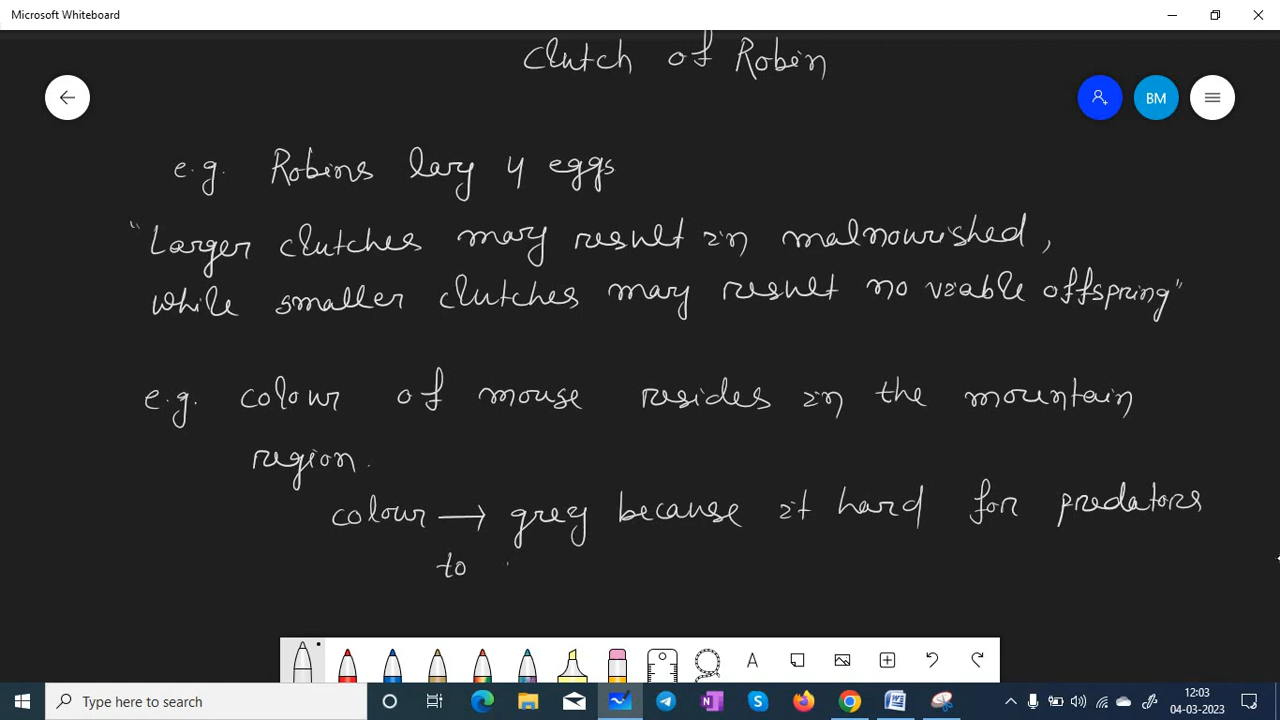 Microsoft Whiteboard
Clutch of Robin
BM
e.g. Robins lary 4 eggs
"Larger clutches may result in malnourished,
while smaller clutches may result no viable offspring"
e.g. colour of mouse resides in the mountain
region.
colour → grey because it hard for predators
to
A
Type here to search
12:03
04-03-2023